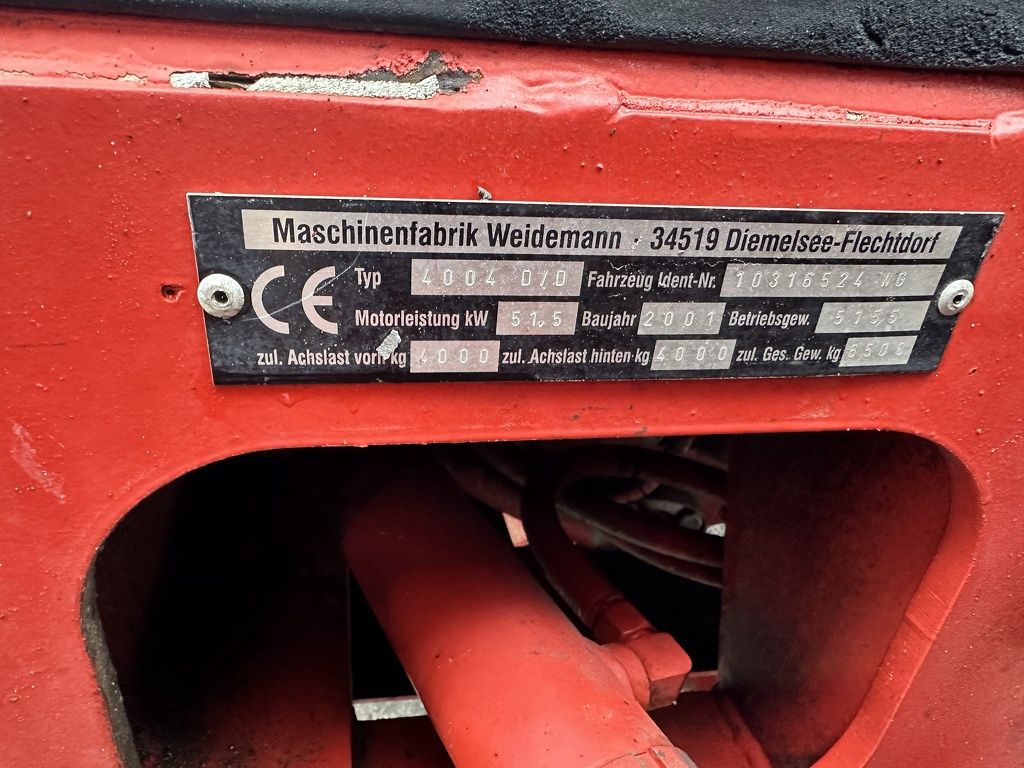 Maschinenfabrik Weidemann · 34519 Diemelsee-Flechtdorf
CE Typ 4004 D/D Fahrzeug Ident-Nr. 10316524 WG
Motorleistung kW 51,5 Baujahr 2001 Betriebsgew. 5155
zul. Achslast vorn kg 4000 zul. Achslast hinten kg 4000 zul. Ges. Gew. kg 6500